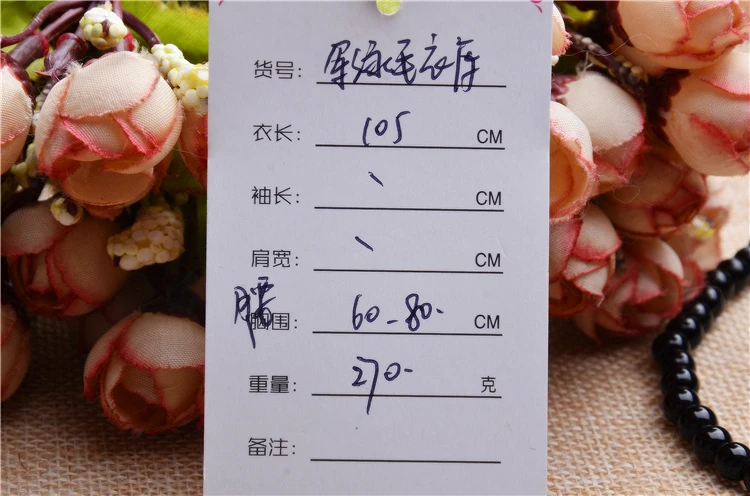 货号:
衣长: 105 CM
袖长: 、 CM
肩宽: 、 CM
腰 胸围: 60-80. CM
重量: 270- 克
备注: